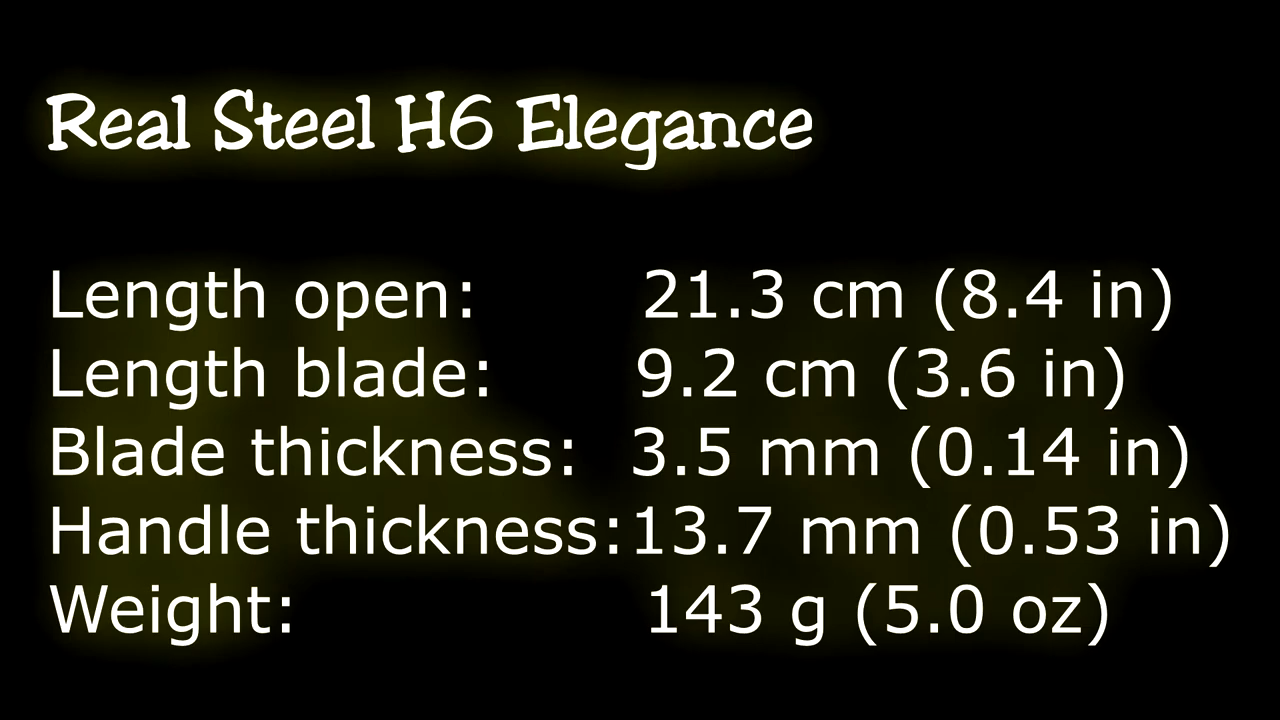 Real Steel H6 Elegance
Length open: 21.3 cm (8.4 in)
Length blade: 9.2 cm (3.6 in)
Blade thickness: 3.5 mm (0.14 in)
Handle thickness:13.7 mm (0.53 in)
Weight: 143 g (5.0 oz)